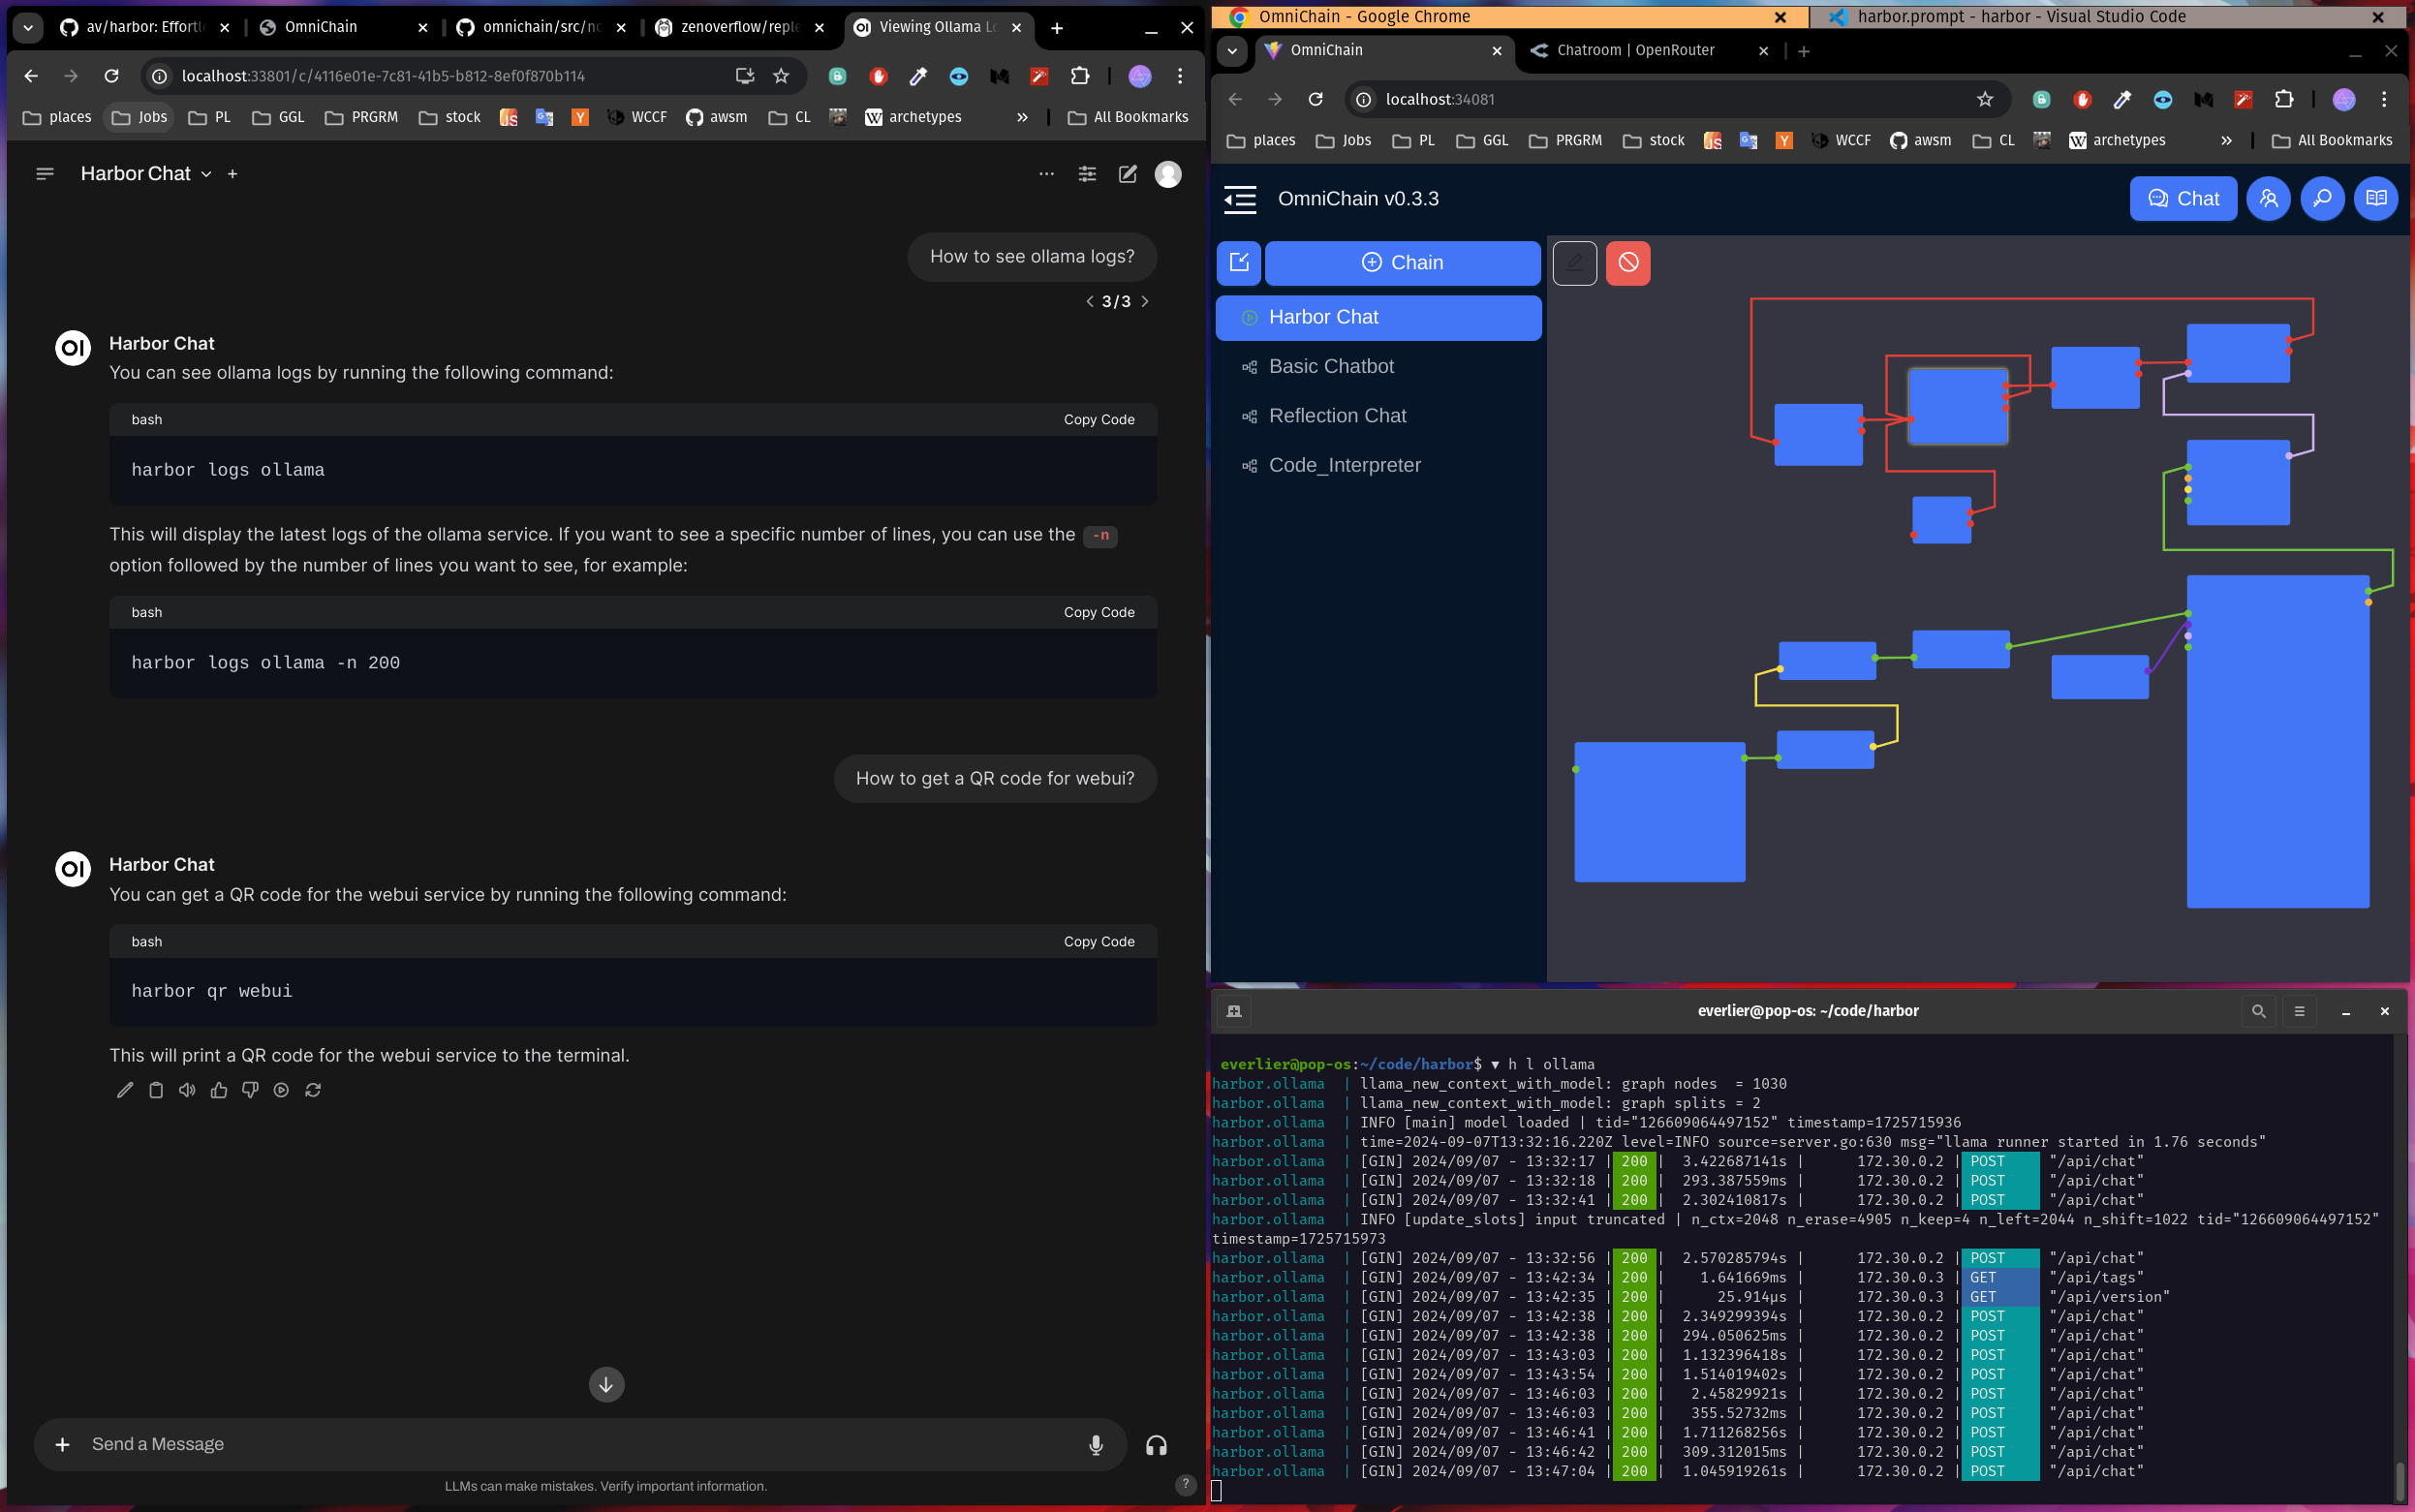 av/harbor: Effortl
OmniChain
omnichain/src/no
zenoverflow/reple
Viewing Ollama Lo
localhost:33801/c/4116e01e-7c81-41b5-b812-8ef0f870b114
places
Jobs
PL
GGL
PRGRM
stock
WCCF
awsm
CL
archetypes
All Bookmarks
Harbor Chat
How to see ollama logs?
3/3
OI
Harbor Chat
You can see ollama logs by running the following command:
bash
Copy Code
harbor logs ollama
This will display the latest logs of the ollama service. If you want to see a specific number of lines, you can use the -n
option followed by the number of lines you want to see, for example:
bash
Copy Code
harbor logs ollama -n 200
How to get a QR code for webui?
OI
Harbor Chat
You can get a QR code for the webui service by running the following command:
bash
Copy Code
harbor qr webui
This will print a QR code for the webui service to the terminal.
Send a Message
LLMs can make mistakes. Verify important information.
?
OmniChain - Google Chrome
harbor.prompt - harbor - Visual Studio Code
OmniChain
Chatroom | OpenRouter
localhost:34081
places
Jobs
PL
GGL
PRGRM
stock
WCCF
awsm
CL
archetypes
All Bookmarks
OmniChain v0.3.3
Chat
Chain
Harbor Chat
Basic Chatbot
Reflection Chat
Code_Interpreter
everlier@pop-os: ~/code/harbor
everlier@pop-os:~/code/harbor$ ▼ h l ollama
harbor.ollama | llama_new_context_with_model: graph nodes = 1030
harbor.ollama | llama_new_context_with_model: graph splits = 2
harbor.ollama | INFO [main] model loaded | tid="126609064497152" timestamp=1725715936
harbor.ollama | time=2024-09-07T13:32:16.220Z level=INFO source=server.go:630 msg="llama runner started in 1.76 seconds"
harbor.ollama | [GIN] 2024/09/07 - 13:32:17 | 200 | 3.422687141s | 172.30.0.2 | POST "/api/chat"
harbor.ollama | [GIN] 2024/09/07 - 13:32:18 | 200 | 293.387559ms | 172.30.0.2 | POST "/api/chat"
harbor.ollama | [GIN] 2024/09/07 - 13:32:41 | 200 | 2.302410817s | 172.30.0.2 | POST "/api/chat"
harbor.ollama | INFO [update_slots] input truncated | n_ctx=2048 n_erase=4905 n_keep=4 n_left=2044 n_shift=1022 tid="126609064497152"
timestamp=1725715973
harbor.ollama | [GIN] 2024/09/07 - 13:32:56 | 200 | 2.570285794s | 172.30.0.2 | POST "/api/chat"
harbor.ollama | [GIN] 2024/09/07 - 13:42:34 | 200 | 1.641669ms | 172.30.0.3 | GET "/api/tags"
harbor.ollama | [GIN] 2024/09/07 - 13:42:35 | 200 | 25.914µs | 172.30.0.3 | GET "/api/version"
harbor.ollama | [GIN] 2024/09/07 - 13:42:38 | 200 | 2.349299394s | 172.30.0.2 | POST "/api/chat"
harbor.ollama | [GIN] 2024/09/07 - 13:42:38 | 200 | 294.050625ms | 172.30.0.2 | POST "/api/chat"
harbor.ollama | [GIN] 2024/09/07 - 13:43:03 | 200 | 1.132396418s | 172.30.0.2 | POST "/api/chat"
harbor.ollama | [GIN] 2024/09/07 - 13:43:54 | 200 | 1.514019402s | 172.30.0.2 | POST "/api/chat"
harbor.ollama | [GIN] 2024/09/07 - 13:46:03 | 200 | 2.45829921s | 172.30.0.2 | POST "/api/chat"
harbor.ollama | [GIN] 2024/09/07 - 13:46:03 | 200 | 355.52732ms | 172.30.0.2 | POST "/api/chat"
harbor.ollama | [GIN] 2024/09/07 - 13:46:41 | 200 | 1.711268256s | 172.30.0.2 | POST "/api/chat"
harbor.ollama | [GIN] 2024/09/07 - 13:46:42 | 200 | 309.312015ms | 172.30.0.2 | POST "/api/chat"
harbor.ollama | [GIN] 2024/09/07 - 13:47:04 | 200 | 1.045919261s | 172.30.0.2 | POST "/api/chat"